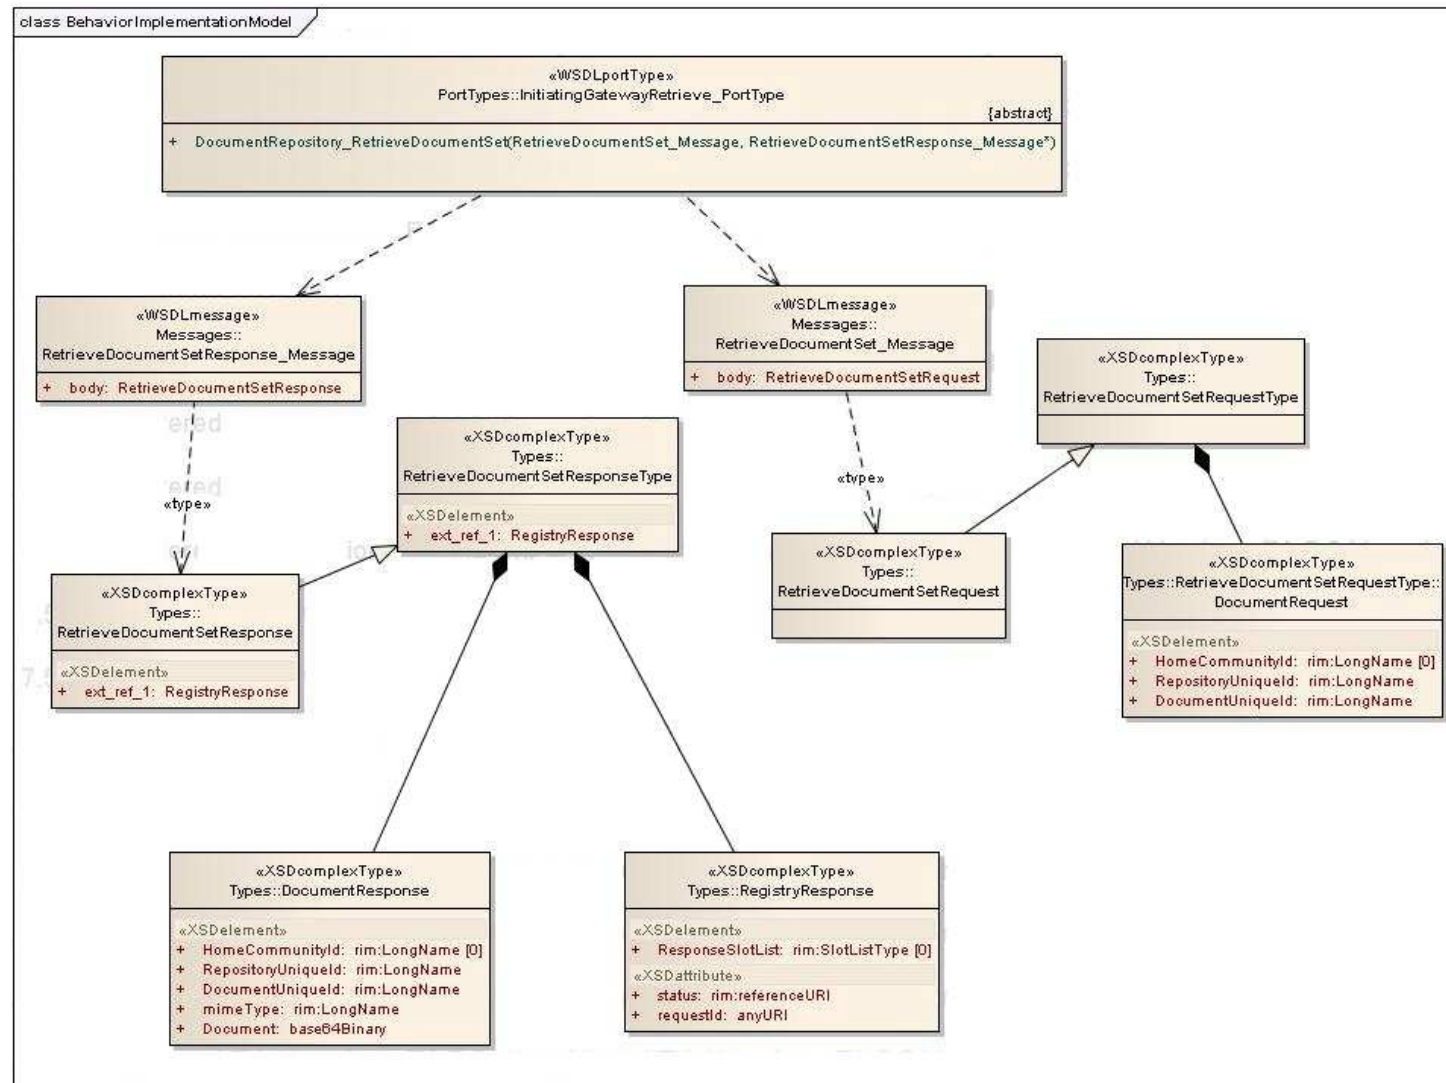 class BehaviorImplementationModel
«WSDLportType»
PortTypes::InitiatingGatewayRetrieve_PortType
{abstract}
+ DocumentRepository_RetrieveDocumentSet(RetrieveDocumentSet_Message, RetrieveDocumentSetResponse_Message*)
«WSDLmessage»
Messages::
RetrieveDocumentSetResponse_Message
+ body: RetrieveDocumentSetResponse
«WSDLmessage»
Messages::
RetrieveDocumentSet_Message
+ body: RetrieveDocumentSetRequest
«XSDcomplexType»
Types::
RetrieveDocumentSetRequestType
ered
«XSDcomplexType»
Types::
RetrieveDocumentSetResponseType
«XSDelement»
+ ext_ref_1: RegistryResponse
ered
«type»
«type»
«XSDcomplexType»
Types::
RetrieveDocumentSetResponse
«XSDelement»
+ ext_ref_1: RegistryResponse
«XSDcomplexType»
Types::
RetrieveDocumentSetRequest
«XSDcomplexType»
Types::RetrieveDocumentSetRequestType::
DocumentRequest
«XSDelement»
+ HomeCommunityId: rim:LongName [0]
+ RepositoryUniqueId: rim:LongName
+ DocumentUniqueId: rim:LongName
«XSDcomplexType»
Types::DocumentResponse
«XSDelement»
+ HomeCommunityId: rim:LongName [0]
+ RepositoryUniqueId: rim:LongName
+ DocumentUniqueId: rim:LongName
+ mimeType: rim:LongName
+ Document: base64Binary
«XSDcomplexType»
Types::RegistryResponse
«XSDelement»
+ ResponseSlotList: rim:SlotListType [0]
«XSDattribute»
+ status: rim:referenceURI
+ requestId: anyURI